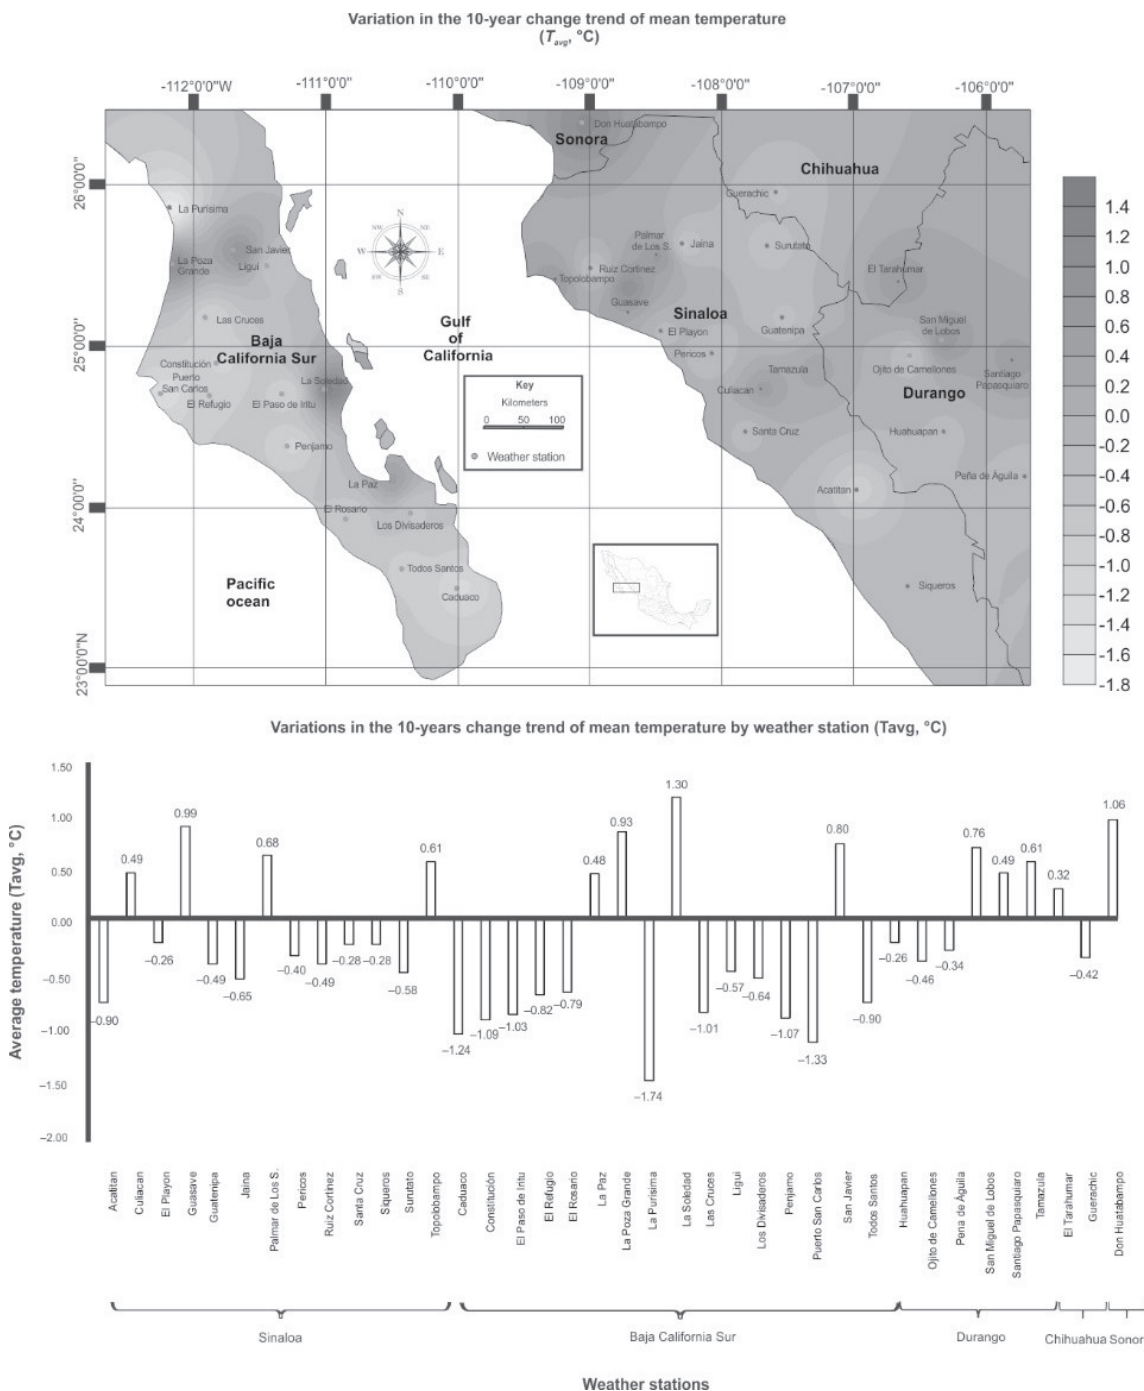 Variation in the 10-year change trend of mean temperature
(Tavg, °C)
-112°0'0"W
-111°0'0"
-110°0'0"
-109°0'0"
-108°0'0"
-107°0'0"
-106°0'0"
26°0'0'0"
25°0'0'0"
24°0'0'0"
23°0'0'0"N
Don Huatabampo
Sonora
Chihuahua
Guerachic
La Purísima
San Javier
La Poza
Grande
Ligui
Palmar
de Los S.
Jaina
Surutato
Ruiz Cortinez
El Tarahumar
Topolobampo
Guasave
Sinaloa
Las Cruces
Baja
California Sur
Gulf
of
California
El Playon
Guatenipa
San Miguel
de Lobos
Pericos
Ojito de Camellones
Constitución
Puerto
San Carlos
La Soledad
Tamazula
Santiago
Papasquiaro
El Refugio
El Paso de Iritu
Culiacan
Durango
Key
Kilometers
0 50 100
Weather station
Penjamo
Santa Cruz
Huahuapan
La Paz
Acatitan
Peña de Águila
El Rosario
Los Divisaderos
Todos Santos
Caduaco
Siqueros
Pacific
ocean
N
NE
E
SE
S
SW
W
NW
1.4
1.2
1.0
0.8
0.6
0.4
0.2
0.0
-0.2
-0.4
-0.6
-0.8
-1.0
-1.2
-1.4
-1.6
-1.8
Variations in the 10-years change trend of mean temperature by weather station (Tavg, °C)
Average temperature (Tavg, °C)
1.50
1.00
0.50
0.00
−0.50
−1.00
−1.50
−2.00
−0.90
0.49
−0.26
0.99
−0.49
−0.65
0.68
−0.40
−0.49
−0.28
−0.28
−0.58
0.61
−1.24
−1.09
−1.03
−0.82
−0.79
0.48
0.93
−1.74
1.30
−1.01
−0.57
−0.64
−1.07
−1.33
0.80
−0.90
−0.26
−0.46
−0.34
0.76
0.49
0.61
0.32
−0.42
1.06
Acatitan
Culiacan
El Playon
Guasave
Guatenipa
Jaina
Palmar de Los S.
Pericos
Ruiz Cortínez
Santa Cruz
Siqueros
Surutato
Topolobampo
Caduaco
Constitución
El Paso de Intu
El Refugio
El Rosario
La Paz
La Poza Grande
La Purísima
La Soledad
Las Cruces
Ligui
Los Divisaderos
Penjamo
Puerto San Carlos
San Javier
Todos Santos
Huahuapan
Ojito de Camellones
Pena de Águila
San Miguel de Lobos
Santiago Papasquiaro
Tamazula
El Tarahumar
Guerachic
Don Huatabampo
Sinaloa
Baja California Sur
Durango
Chihuahua
Sonor
Weather stations